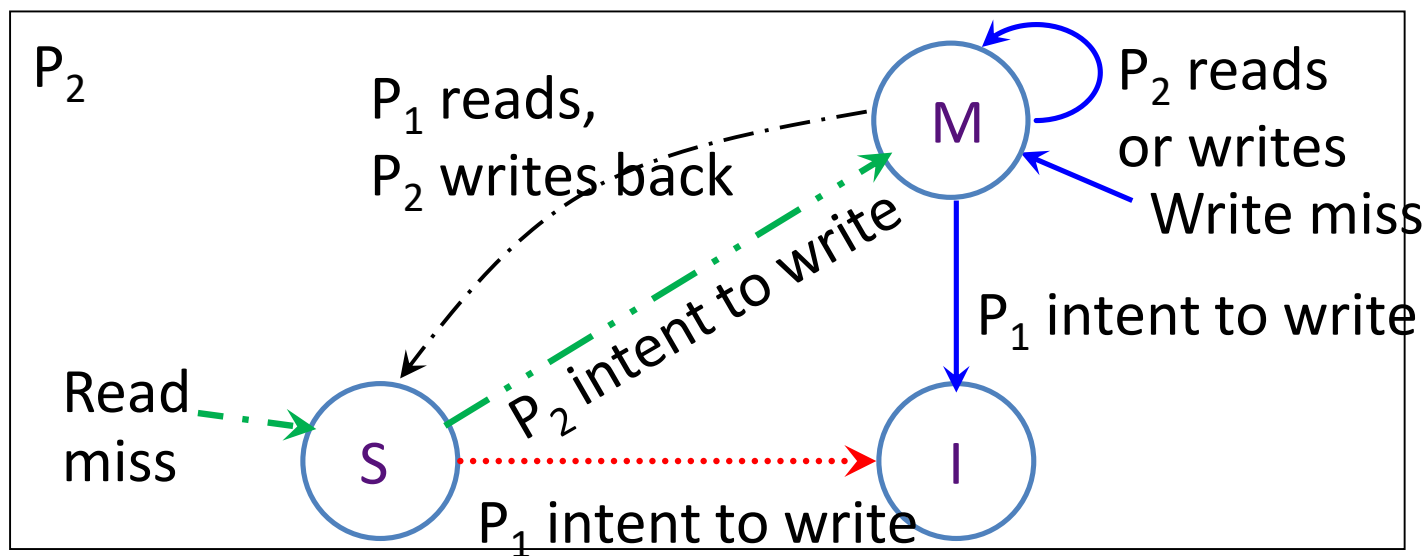 P₂
P₁ reads,
P₂ writes back
M
P₂ reads
or writes
Write miss
P₂ intent to write
P₁ intent to write
Read
miss
S
I
P₁ intent to write